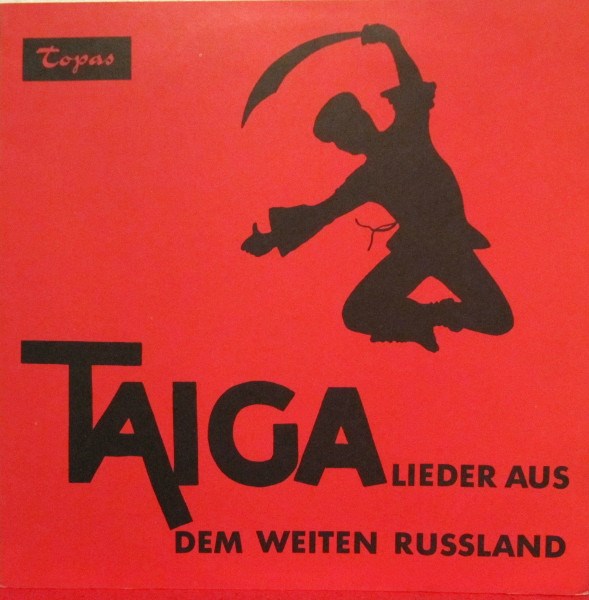 Topas
TAIGA LIEDER AUS
DEM WEITEN RUSSLAND